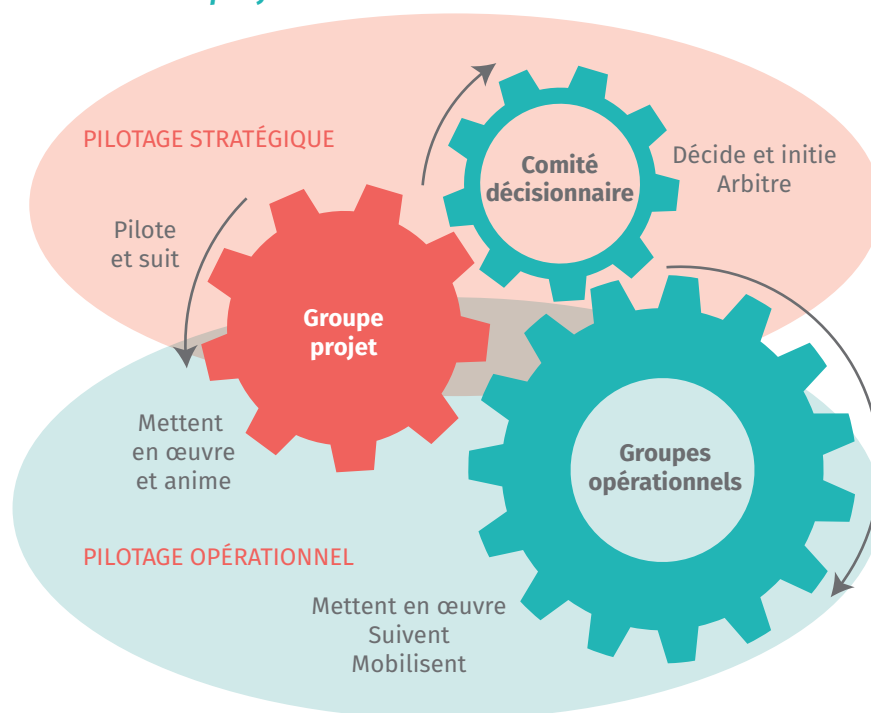 PILOTAGE STRATÉGIQUE
Comité
décisionnaire
Décide et initie
Arbitre
Pilote
et suit
Groupe
projet
Mettent
en œuvre
et anime
Groupes
opérationnels
PILOTAGE OPÉRATIONNEL
Mettent en œuvre
Suivent
Mobilisent